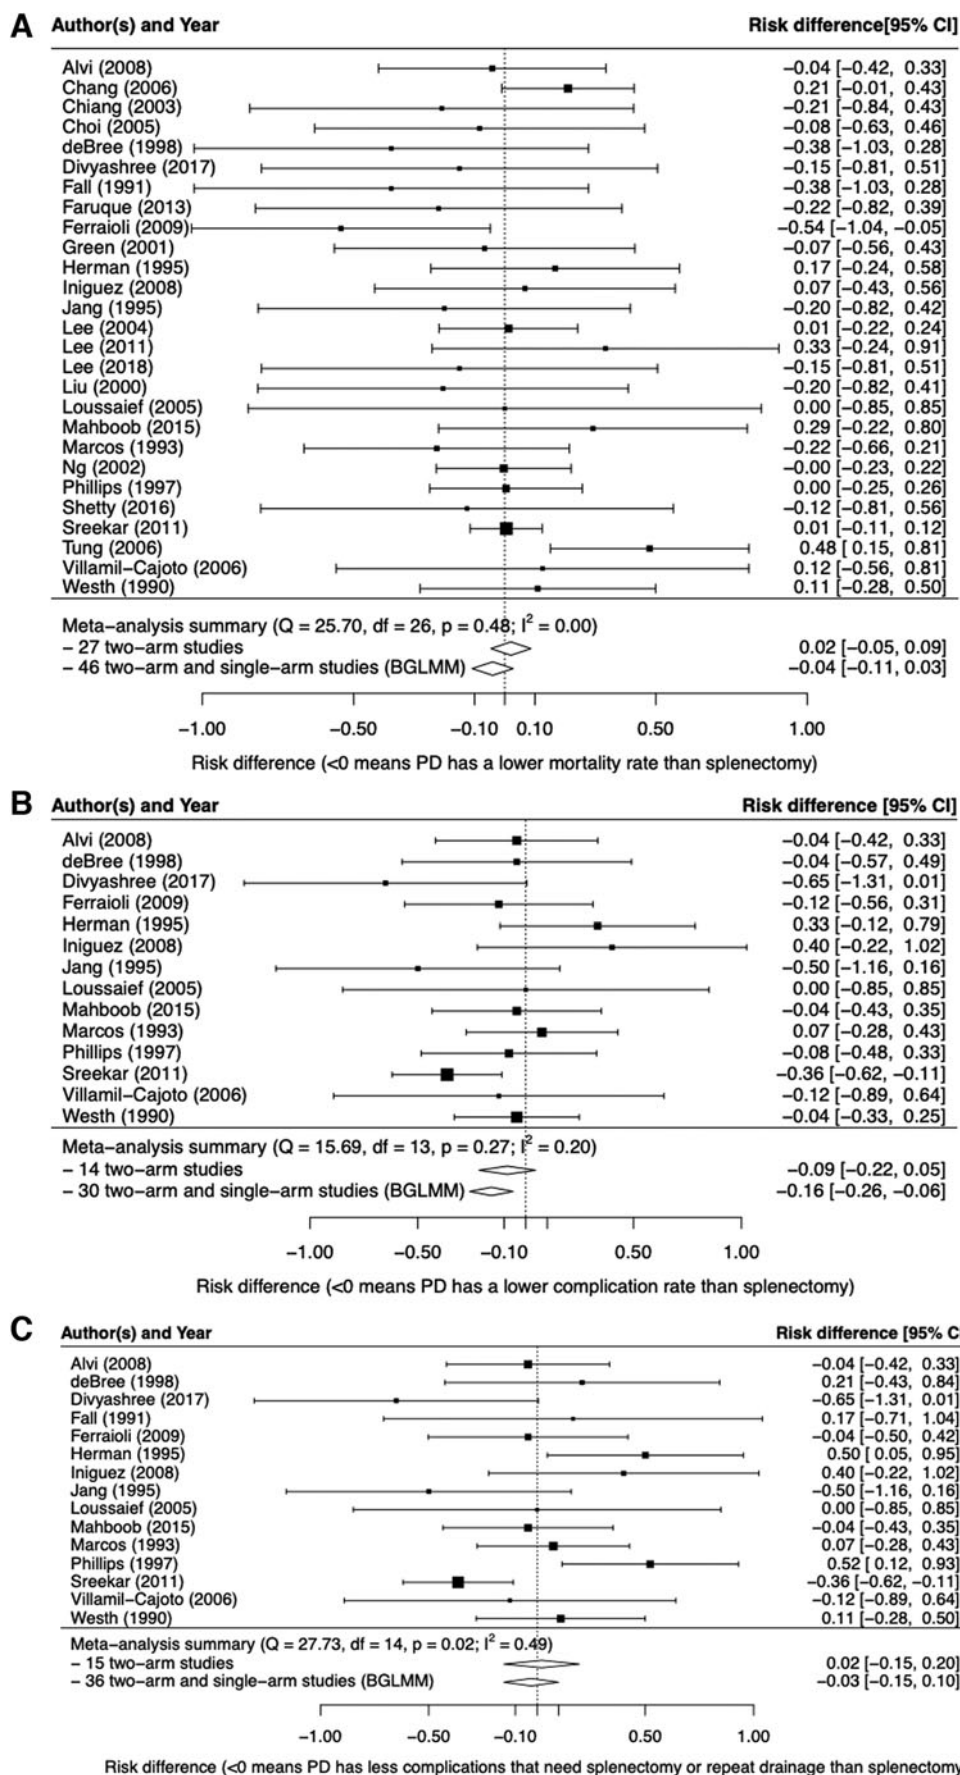 A Author(s) and Year Risk difference[95% CI]
Alvi (2008) −0.04 [−0.42, 0.33]
Chang (2006) 0.21 [−0.01, 0.43]
Chiang (2003) −0.21 [−0.84, 0.43]
Choi (2005) −0.08 [−0.63, 0.46]
deBree (1998) −0.38 [−1.03, 0.28]
Divyashree (2017) −0.15 [−0.81, 0.51]
Fall (1991) −0.38 [−1.03, 0.28]
Faruque (2013) −0.22 [−0.82, 0.39]
Ferraioli (2009) −0.54 [−1.04, −0.05]
Green (2001) −0.07 [−0.56, 0.43]
Herman (1995) 0.17 [−0.24, 0.58]
Iniguez (2008) 0.07 [−0.43, 0.56]
Jang (1995) −0.20 [−0.82, 0.42]
Lee (2004) 0.01 [−0.22, 0.24]
Lee (2011) 0.33 [−0.24, 0.91]
Lee (2018) −0.15 [−0.81, 0.51]
Liu (2000) −0.20 [−0.82, 0.41]
Loussaief (2005) 0.00 [−0.85, 0.85]
Mahboob (2015) 0.29 [−0.22, 0.80]
Marcos (1993) −0.22 [−0.66, 0.21]
Ng (2002) −0.00 [−0.23, 0.22]
Phillips (1997) 0.00 [−0.25, 0.26]
Shetty (2016) −0.12 [−0.81, 0.56]
Sreekar (2011) 0.01 [−0.11, 0.12]
Tung (2006) 0.48 [ 0.15, 0.81]
Villamil−Cajoto (2006) 0.12 [−0.56, 0.81]
Westh (1990) 0.11 [−0.28, 0.50]
Meta−analysis summary (Q = 25.70, df = 26, p = 0.48; I² = 0.00)
− 27 two−arm studies 0.02 [−0.05, 0.09]
− 46 two−arm and single−arm studies (BGLMM) −0.04 [−0.11, 0.03]
−1.00 −0.50 −0.10 0.10 0.50 1.00
Risk difference (<0 means PD has a lower mortality rate than splenectomy)
B Author(s) and Year Risk difference [95% CI]
Alvi (2008) −0.04 [−0.42, 0.33]
deBree (1998) −0.04 [−0.57, 0.49]
Divyashree (2017) −0.65 [−1.31, 0.01]
Ferraioli (2009) −0.12 [−0.56, 0.31]
Herman (1995) 0.33 [−0.12, 0.79]
Iniguez (2008) 0.40 [−0.22, 1.02]
Jang (1995) −0.50 [−1.16, 0.16]
Loussaief (2005) 0.00 [−0.85, 0.85]
Mahboob (2015) −0.04 [−0.43, 0.35]
Marcos (1993) 0.07 [−0.28, 0.43]
Phillips (1997) −0.08 [−0.48, 0.33]
Sreekar (2011) −0.36 [−0.62, −0.11]
Villamil−Cajoto (2006) −0.12 [−0.89, 0.64]
Westh (1990) −0.04 [−0.33, 0.25]
Meta−analysis summary (Q = 15.69, df = 13, p = 0.27; I² = 0.20)
− 14 two−arm studies −0.09 [−0.22, 0.05]
− 30 two−arm and single−arm studies (BGLMM) −0.16 [−0.26, −0.06]
−1.00 −0.50 −0.10 0.50 1.00
Risk difference (<0 means PD has a lower complication rate than splenectomy)
C Author(s) and Year Risk difference [95% C
Alvi (2008) −0.04 [−0.42, 0.33]
deBree (1998) 0.21 [−0.43, 0.84]
Divyashree (2017) −0.65 [−1.31, 0.01]
Fall (1991) 0.17 [−0.71, 1.04]
Ferraioli (2009) −0.04 [−0.50, 0.42]
Herman (1995) 0.50 [ 0.05, 0.95]
Iniguez (2008) 0.40 [−0.22, 1.02]
Jang (1995) −0.50 [−1.16, 0.16]
Loussaief (2005) 0.00 [−0.85, 0.85]
Mahboob (2015) −0.04 [−0.43, 0.35]
Marcos (1993) 0.07 [−0.28, 0.43]
Phillips (1997) 0.52 [ 0.12, 0.93]
Sreekar (2011) −0.36 [−0.62, −0.11]
Villamil−Cajoto (2006) −0.12 [−0.89, 0.64]
Westh (1990) 0.11 [−0.28, 0.50]
Meta−analysis summary (Q = 27.73, df = 14, p = 0.02; I² = 0.49)
− 15 two−arm studies 0.02 [−0.15, 0.20]
− 36 two−arm and single−arm studies (BGLMM) −0.03 [−0.15, 0.10]
−1.00 −0.50 −0.10 0.50 1.00
Risk difference (<0 means PD has less complications that need splenectomy or repeat drainage than splenectomy